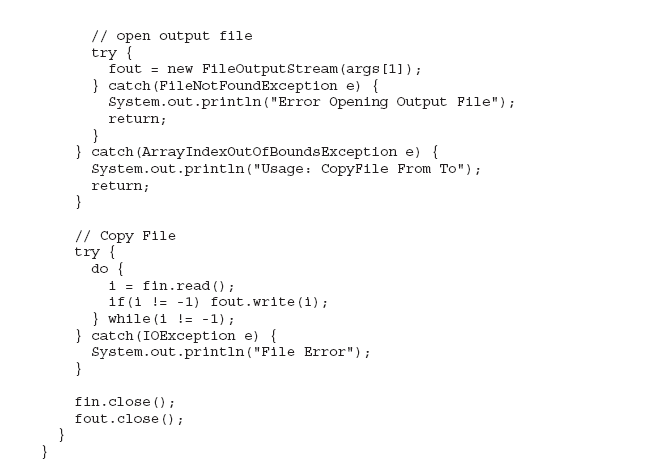 // open output file
try {
fout = new FileOutputStream(args[1]);
} catch(FileNotFoundException e) {
System.out.println("Error Opening Output File");
return;
}
} catch(ArrayIndexOutOfBoundsException e) {
System.out.println("Usage: CopyFile From To");
return;
}
// Copy File
try {
do {
i = fin.read();
if(i != -1) fout.write(i);
} while(i != -1);
} catch(IOException e) {
System.out.println("File Error");
}
fin.close();
fout.close();
}
}